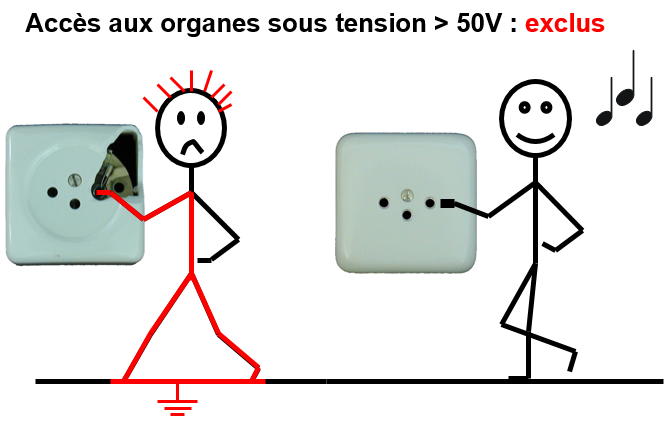 Accès aux organes sous tension > 50V : exclus